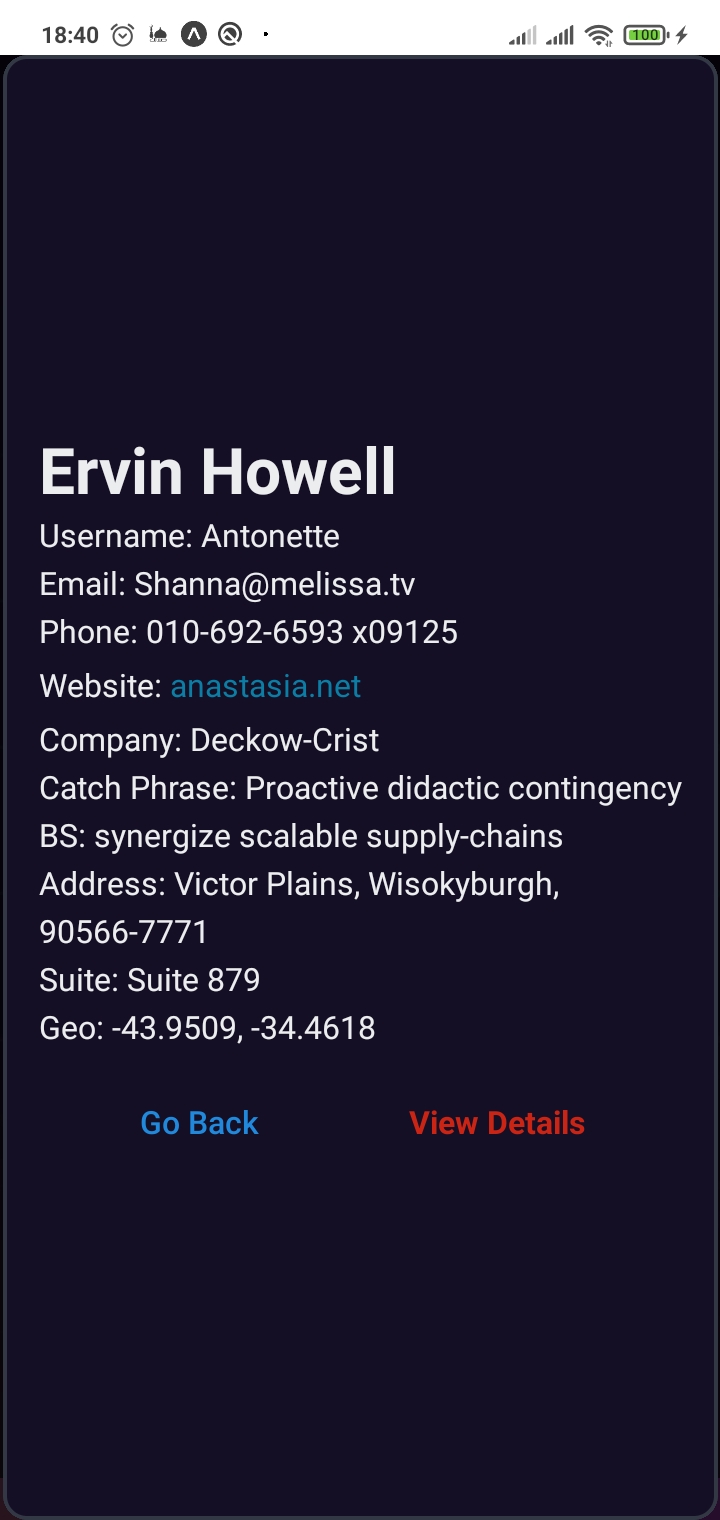 18:40
100
Ervin Howell
Username: Antonette
Email: Shanna@melissa.tv
Phone: 010-692-6593 x09125
Website: anastasia.net
Company: Deckow-Crist
Catch Phrase: Proactive didactic contingency
BS: synergize scalable supply-chains
Address: Victor Plains, Wisokyburgh,
90566-7771
Suite: Suite 879
Geo: -43.9509, -34.4618
Go Back View Details